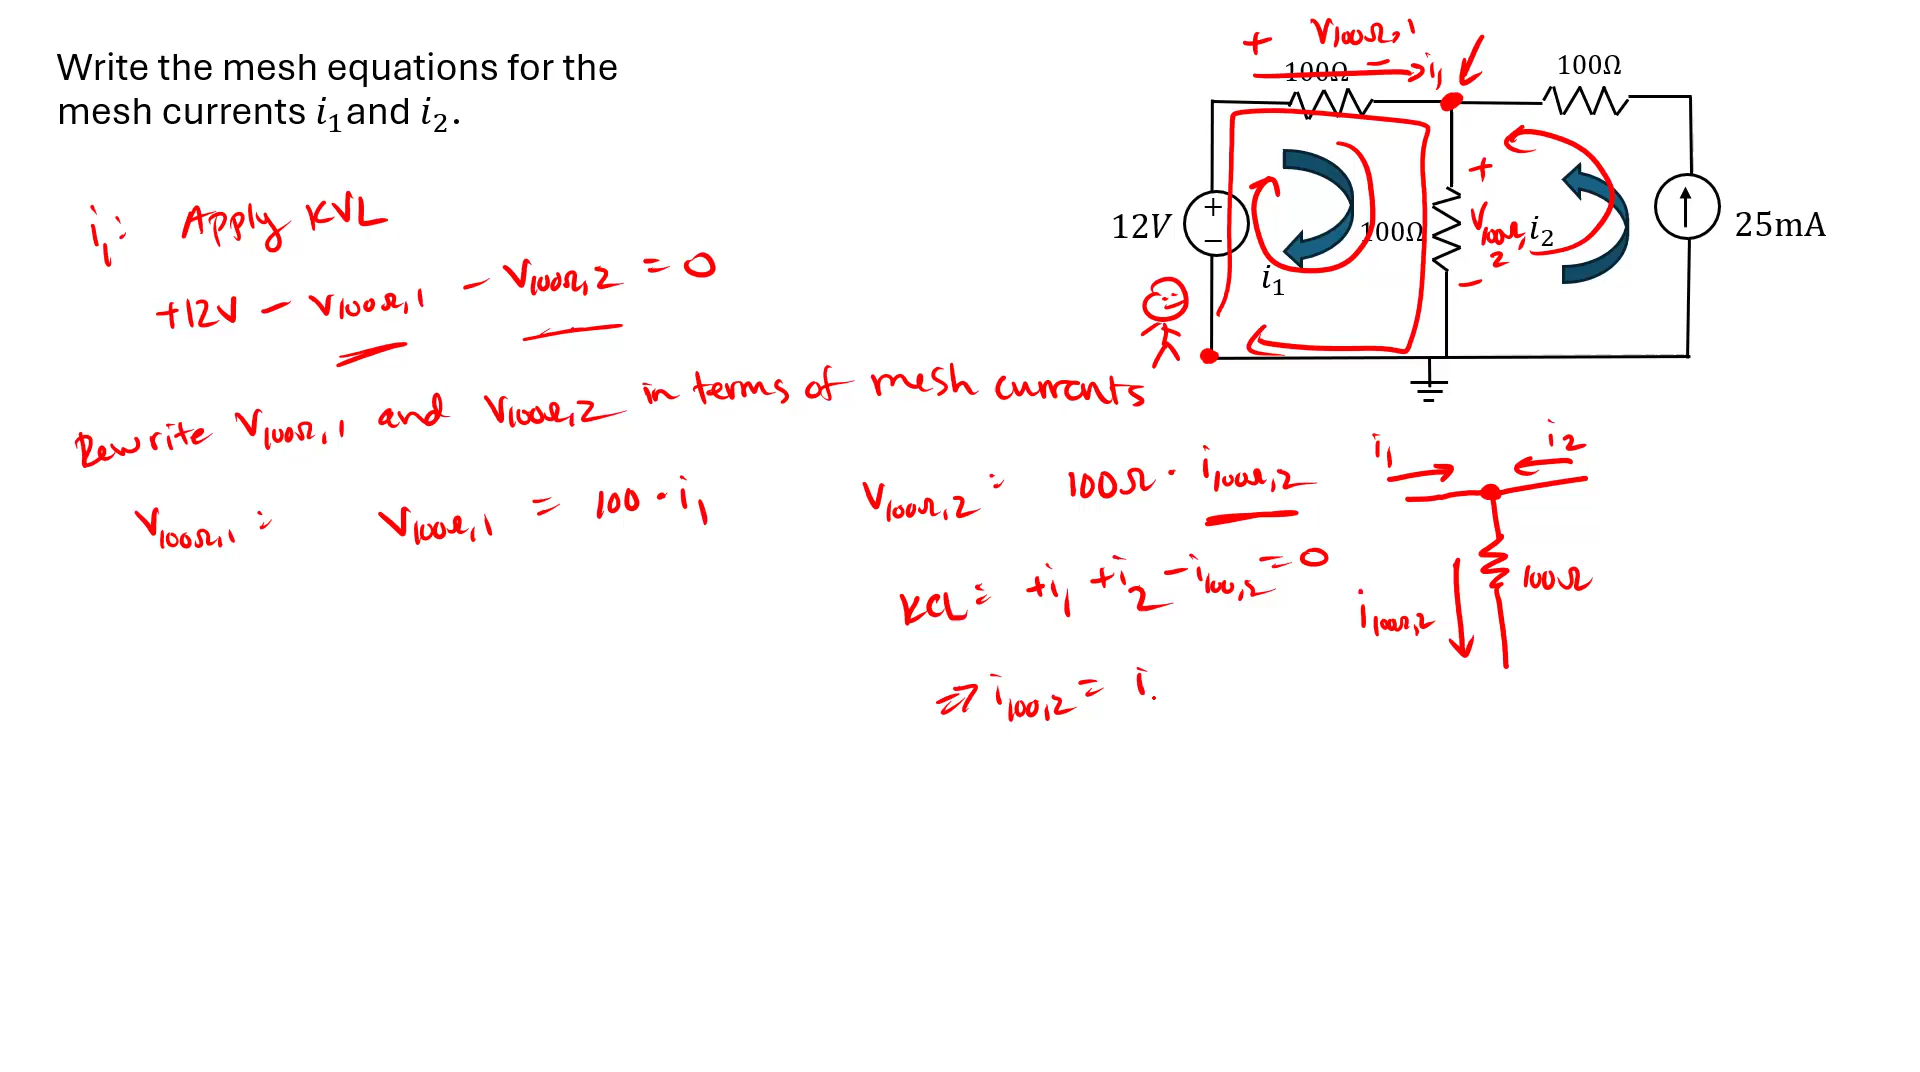 Write the mesh equations for the
mesh currents i₁and i₂.
i₁: Apply KVL
+12V − V₁₀₀Ω,₁ − V₁₀₀Ω,₂ = 0
Rewrite V₁₀₀Ω,₁ and V₁₀₀Ω,₂ in terms of mesh currents
V₁₀₀Ω,₁: V₁₀₀Ω,₁ = 100 · i₁
V₁₀₀Ω,₂: 100Ω · i₁₀₀Ω,₂
KCL: +i₁ +i₂ −i₁₀₀,₂ = 0
⇒ i₁₀₀,₂ = i
+ V₁₀₀Ω,₁ −
100Ω
i₁
100Ω
12V
+
−
i₁
100Ω
+
V₁₀₀Ω,₂
−
i₂
25mA
i₁
i₂
i₁₀₀Ω,₂
100Ω